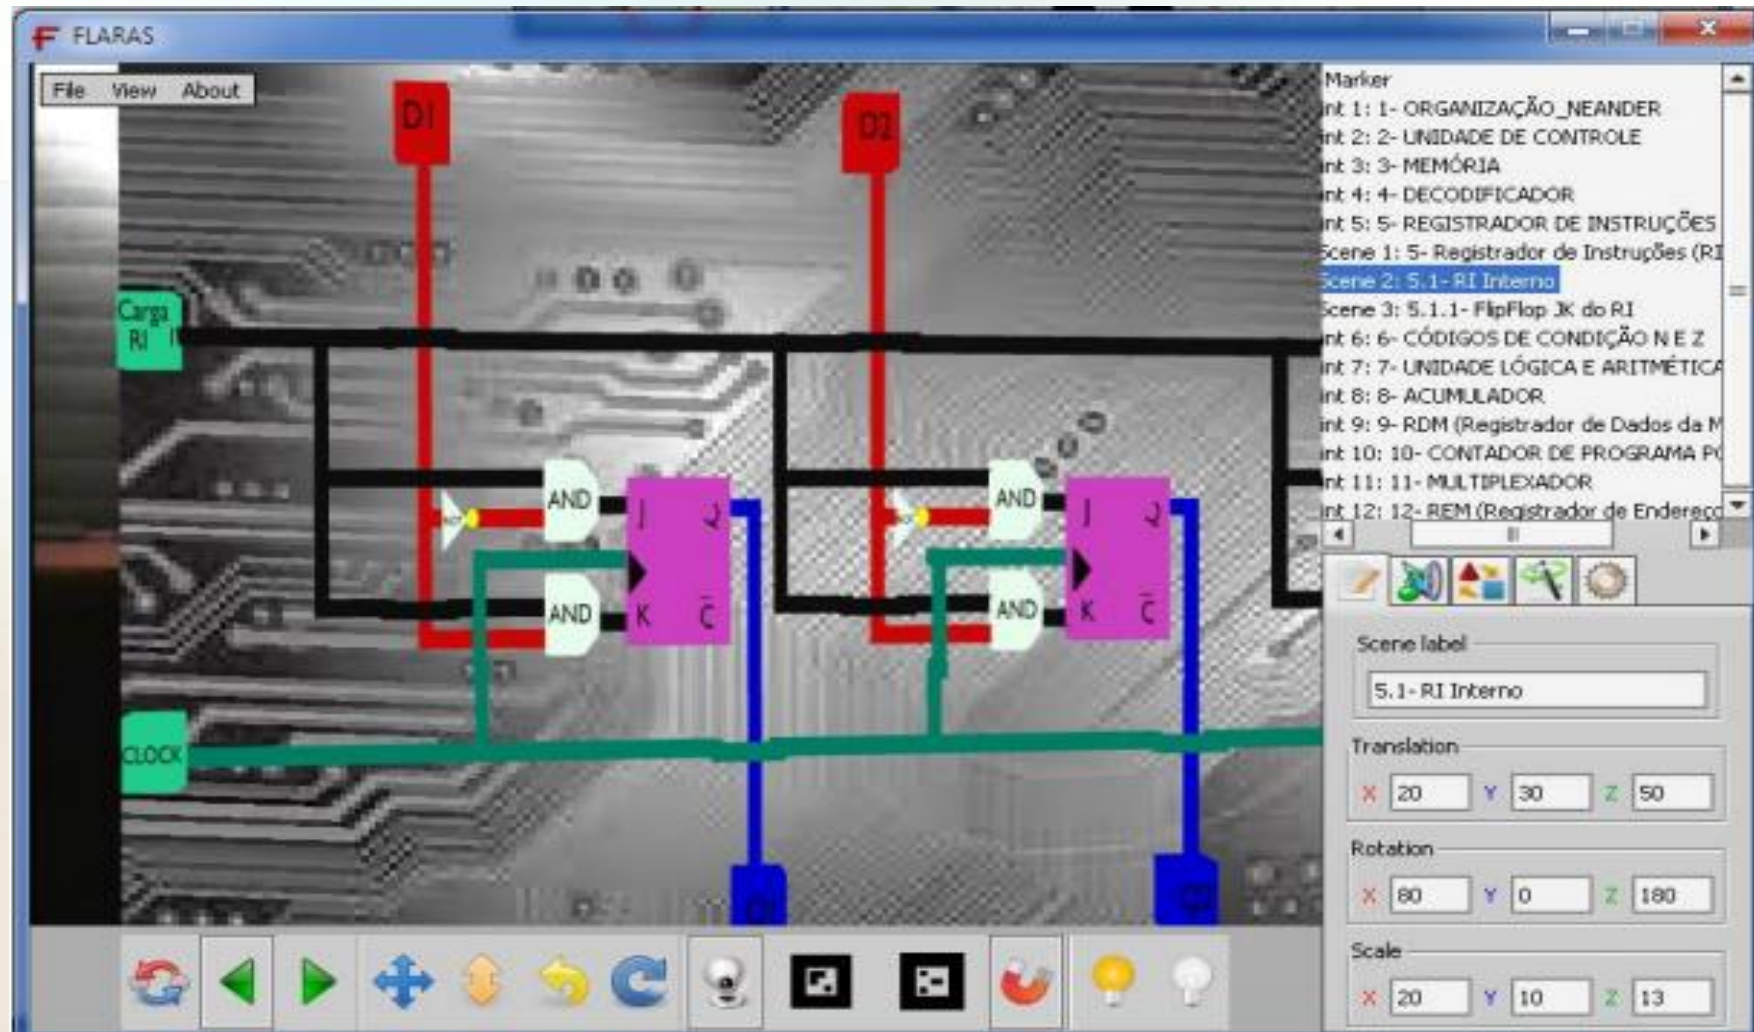 FLARAS
File View About
D1
D2
Carga
RI
AND
AND
J
Q
K
C
AND
AND
J
Q
K
C
CLOCK
Q1
Marker
int 1: 1- ORGANIZAÇÃO_NEANDER
int 2: 2- UNIDADE DE CONTROLE
int 3: 3- MEMÓRIA
int 4: 4- DECODIFICADOR
int 5: 5- REGISTRADOR DE INSTRUÇÕES
Scene 1: 5- Registrador de Instruções (RI
Scene 2: 5.1- RI Interno
Scene 3: 5.1.1- FlipFlop JK do RI
int 6: 6- CÓDIGOS DE CONDIÇÃO N E Z
int 7: 7- UNIDADE LÓGICA E ARITMÉTICA
int 8: 8- ACUMULADOR
int 9: 9- RDM (Registrador de Dados da M
int 10: 10- CONTADOR DE PROGRAMA PC
int 11: 11- MULTIPLEXADOR
int 12: 12- REM (Registrador de Endereço
Scene label
5.1- RI Interno
Translation
X 20 Y 30 Z 50
Rotation
X 80 Y 0 Z 180
Scale
X 20 Y 10 Z 13